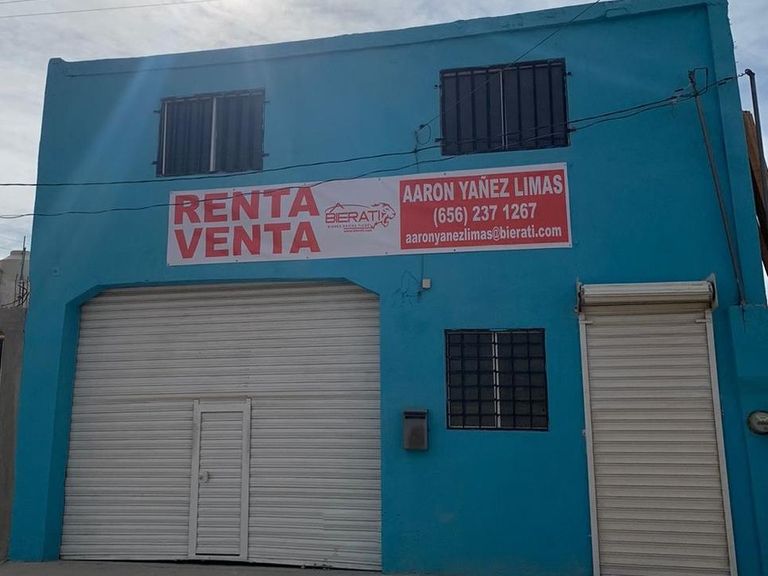 RENTA
VENTA
BIERATI
AARON YAÑEZ LIMAS
(656) 237 1267
aaronyanezlimas@bierati.com